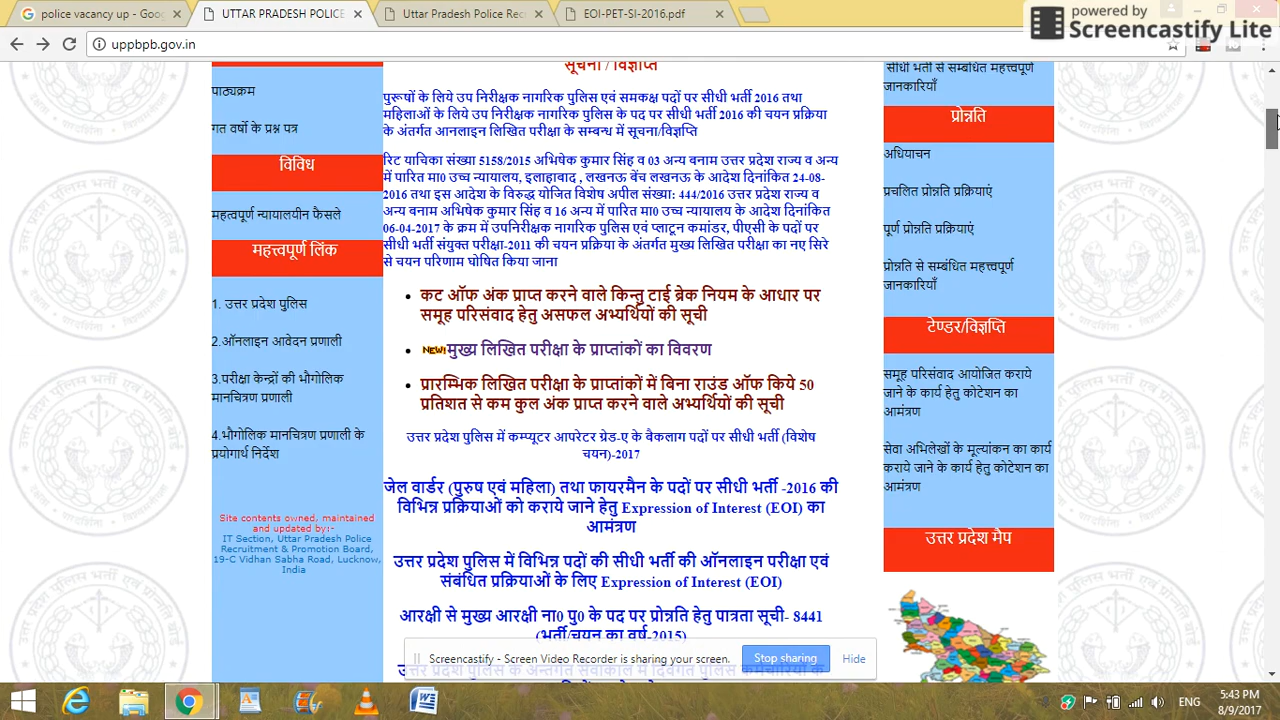 police vacancy up - Goo
UTTAR PRADESH POLICE
Uttar Pradesh Police Rec
EOI-PET-SI-2016.pdf
powered by
Screencastify Lite
uppbpb.gov.in
पाठ्यक्रम
गत वर्षो के प्रश्न पत्र
विविध
महत्वपूर्ण न्यायालयीन फैसले
महत्त्वपूर्ण लिंक
1. उत्तर प्रदेश पुलिस
2.ऑनलाइन आवेदन प्रणाली
3.परीक्षा केन्द्रों की भौगोलिक
मानचित्रण प्रणाली
4.भौगोलिक मानचित्रण प्रणाली के
प्रयोगार्थ निर्देश
Site contents owned, maintained
and updated by:-
IT Section, Uttar Pradesh Police
Recruitment & Promotion Board,
19-C Vidhan Sabha Road, Lucknow,
India
सूचना / विज्ञप्ति
पुरूषों के लिये उप निरीक्षक नागरिक पुलिस एवं समकक्ष पदों पर सीधी भर्ती 2016 तथा
महिलाओं के लिये उप निरीक्षक नागरिक पुलिस के पद पर सीधी भर्ती 2016 की चयन प्रक्रिया
के अंतर्गत आनलाइन लिखित परीक्षा के सम्बन्ध में सूचना/विज्ञप्ति
रिट याचिका संख्या 5158/2015 अभिषेक कुमार सिंह व 03 अन्य बनाम उत्तर प्रदेश राज्य व अन्य
में पारित मा0 उच्च न्यायालय, इलाहाबाद , लखनऊ बेंच लखनऊ के आदेश दिनांकित 24-08-
2016 तथा इस आदेश के विरुद्ध योजित विशेष अपील संख्या: 444/2016 उत्तर प्रदेश राज्य व
अन्य बनाम अभिषेक कुमार सिंह व 16 अन्य में पारित मा0 उच्च न्यायालय के आदेश दिनांकित
06-04-2017 के क्रम में उपनिरीक्षक नागरिक पुलिस एवं प्लाटून कमांडर, पीएसी के पदों पर
सीधी भर्ती संयुक्त परीक्षा-2011 की चयन प्रक्रिया के अंतर्गत मुख्य लिखित परीक्षा का नए सिरे
से चयन परिणाम घोषित किया जाना
• कट ऑफ अंक प्राप्त करने वाले किन्तु टाई ब्रेक नियम के आधार पर
समूह परिसंवाद हेतु असफल अभ्यर्थियों की सूची
• NEW! मुख्य लिखित परीक्षा के प्राप्तांकों का विवरण
• प्रारम्भिक लिखित परीक्षा के प्राप्तांकों में बिना राउंड ऑफ किये 50
प्रतिशत से कम कुल अंक प्राप्त करने वाले अभ्यर्थियों की सूची
उत्तर प्रदेश पुलिस में कम्प्यूटर आपरेटर ग्रेड-ए के बैकलाग पदों पर सीधी भर्ती (विशेष
चयन)-2017
जेल वार्डर (पुरुष एवं महिला) तथा फायरमैन के पदों पर सीधी भर्ती -2016 की
विभिन्न प्रक्रियाओं को कराये जाने हेतु Expression of Interest (EOI) का
आमंत्रण
उत्तर प्रदेश पुलिस में विभिन्न पदों की सीधी भर्ती की ऑनलाइन परीक्षा एवं
संबंधित प्रक्रियाओं के लिए Expression of Interest (EOI)
आरक्षी से मुख्य आरक्षी ना0 पु0 के पद पर प्रोन्नति हेतु पात्रता सूची- 8441
(भर्ती/चयन का वर्ष-2015)
उत्तर प्रदेश पुलिस के अन्तर्गत सेवाकाल में दिवंगत पुलिस कर्मचारियों के
सीधी भर्ती से सम्बंधित महत्त्वपूर्ण
जानकारियाँ
प्रोन्नति
अधियाचन
प्रचलित प्रोन्नति प्रक्रियाएं
पूर्ण प्रोन्नति प्रक्रियाएं
प्रोन्नति से सम्बंधित महत्त्वपूर्ण
जानकारियाँ
टेण्डर/विज्ञप्ति
समूह परिसंवाद आयोजित कराये
जाने के कार्य हेतु कोटेशन का
आमंत्रण
सेवा अभिलेखों के मूल्यांकन का कार्य
कराये जाने के कार्य हेतु कोटेशन का
आमंत्रण
उत्तर प्रदेश मैप
Screencastify - Screen Video Recorder is sharing your screen.
Stop sharing
Hide
ENG
5:43 PM
8/9/2017